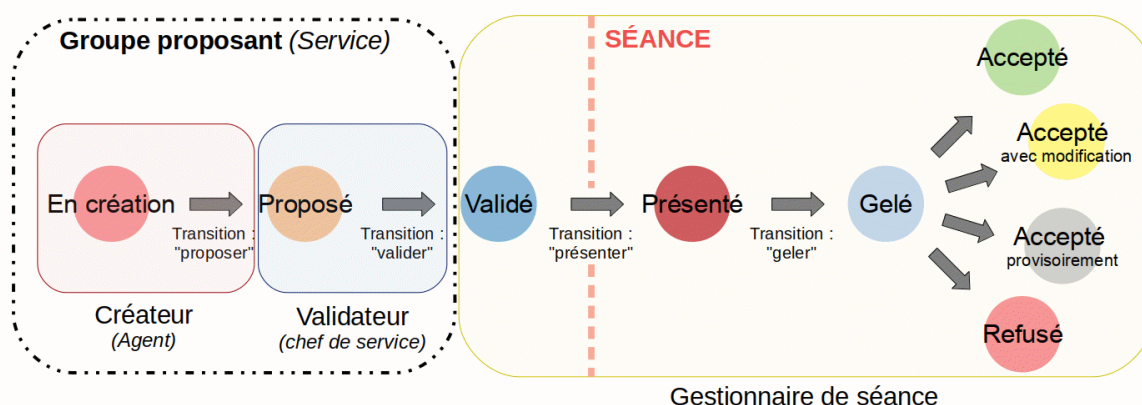 Groupe proposant (Service)
SÉANCE
En création
Transition :
"proposer"
Proposé
Transition :
"valider"
Validé
Transition :
"présenter"
Présenté
Transition :
"geler"
Gelé
Accepté
Accepté
avec modification
Accepté
provisoirement
Refusé
Créateur
(Agent)
Validateur
(chef de service)
Gestionnaire de séance